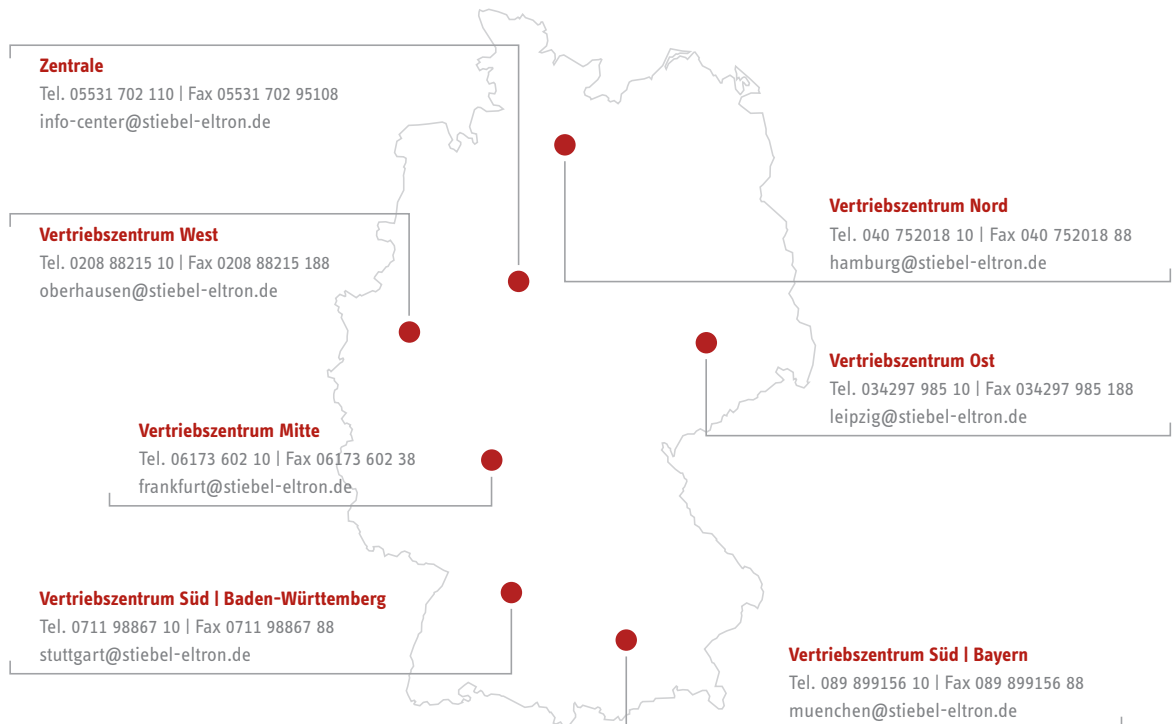 Zentrale
Tel. 05531 702 110 | Fax 05531 702 95108
info-center@stiebel-eltron.de
Vertriebszentrum Nord
Tel. 040 752018 10 | Fax 040 752018 88
hamburg@stiebel-eltron.de
Vertriebszentrum West
Tel. 0208 88215 10 | Fax 0208 88215 188
oberhausen@stiebel-eltron.de
Vertriebszentrum Ost
Tel. 034297 985 10 | Fax 034297 985 188
leipzig@stiebel-eltron.de
Vertriebszentrum Mitte
Tel. 06173 602 10 | Fax 06173 602 38
frankfurt@stiebel-eltron.de
Vertriebszentrum Süd | Baden-Württemberg
Tel. 0711 98867 10 | Fax 0711 98867 88
stuttgart@stiebel-eltron.de
Vertriebszentrum Süd | Bayern
Tel. 089 899156 10 | Fax 089 899156 88
muenchen@stiebel-eltron.de